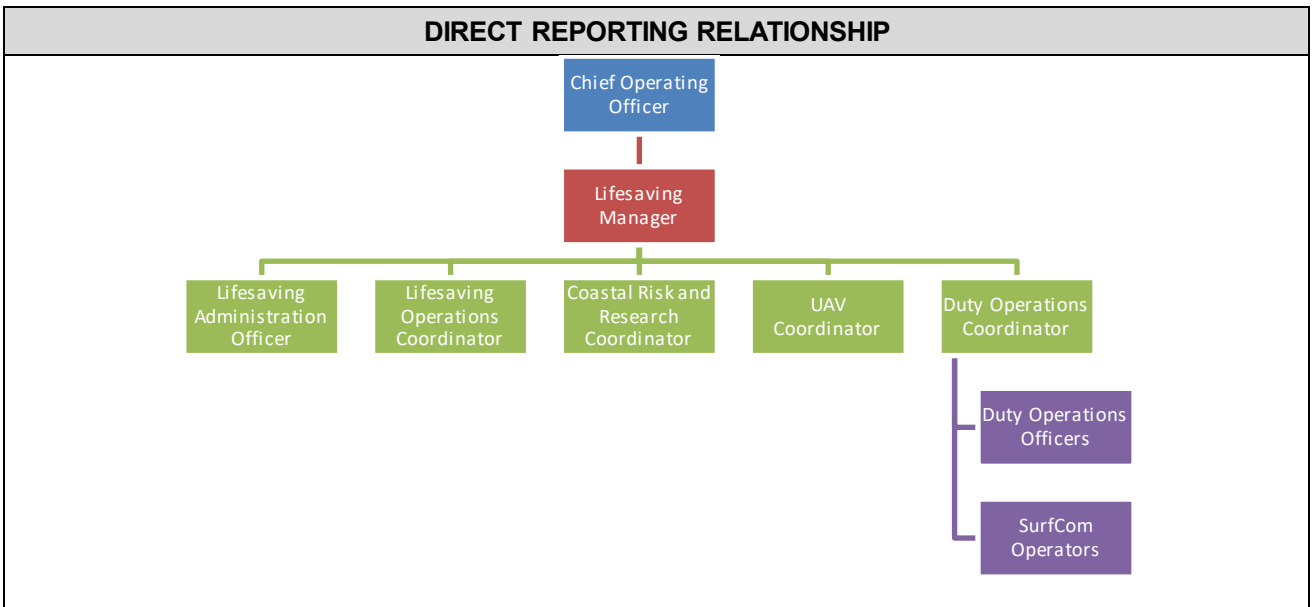 DIRECT REPORTING RELATIONSHIP
Chief Operating
Officer
Lifesaving
Manager
Lifesaving
Administration
Officer
Lifesaving
Operations
Coordinator
Coastal Risk and
Research
Coordinator
UAV
Coordinator
Duty Operations
Coordinator
Duty Operations
Officers
SurfCom
Operators